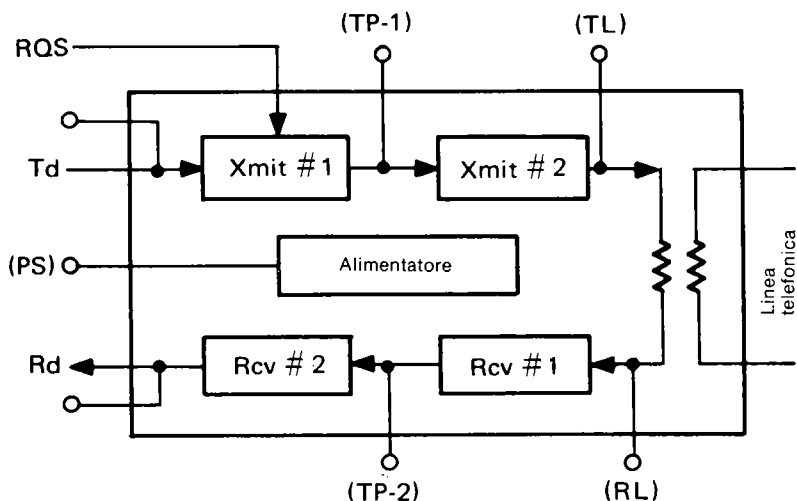 (TP-1)
(TL)
RQS
Td
Xmit #1
Xmit #2
(PS)
Alimentatore
Linea
telefonica
Rd
Rcv #2
Rcv #1
(TP-2)
(RL)